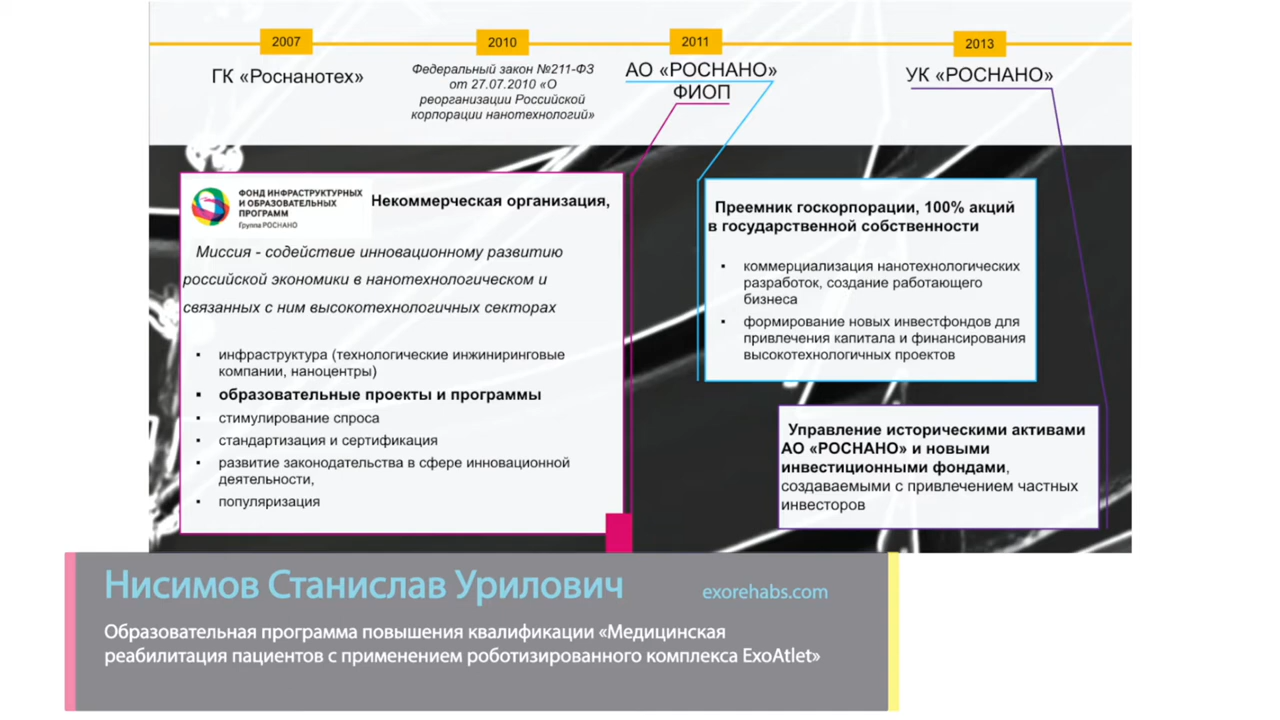 2007
2010
2011
2013
ГК «Роснанотех»
Федеральный закон №211-ФЗ
от 27.07.2010 «О
реорганизации Российской
корпорации нанотехнологий»
АО «РОСНАНО»
ФИОП
УК «РОСНАНО»
ФОНД ИНФРАСТРУКТУРНЫХ
И ОБРАЗОВАТЕЛЬНЫХ
ПРОГРАММ
Группа РОСНАНО
Некоммерческая организация,
Миссия - содействие инновационному развитию
российской экономики в нанотехнологическом и
связанных с ним высокотехнологичных секторах
▪ инфраструктура (технологические инжиниринговые
компании, наноцентры)
▪ образовательные проекты и программы
▪ стимулирование спроса
▪ стандартизация и сертификация
▪ развитие законодательства в сфере инновационной
деятельности,
▪ популяризация
Преемник госкорпорации, 100% акций
в государственной собственности
▪ коммерциализация нанотехнологических
разработок, создание работающего
бизнеса
▪ формирование новых инвестфондов для
привлечения капитала и финансирования
высокотехнологичных проектов
Управление историческими активами
АО «РОСНАНО» и новыми
инвестиционными фондами,
создаваемыми с привлечением частных
инвесторов
Нисимов Станислав Урилович
exorehabs.com
Образовательная программа повышения квалификации «Медицинская
реабилитация пациентов с применением роботизированного комплекса ExoAtlet»